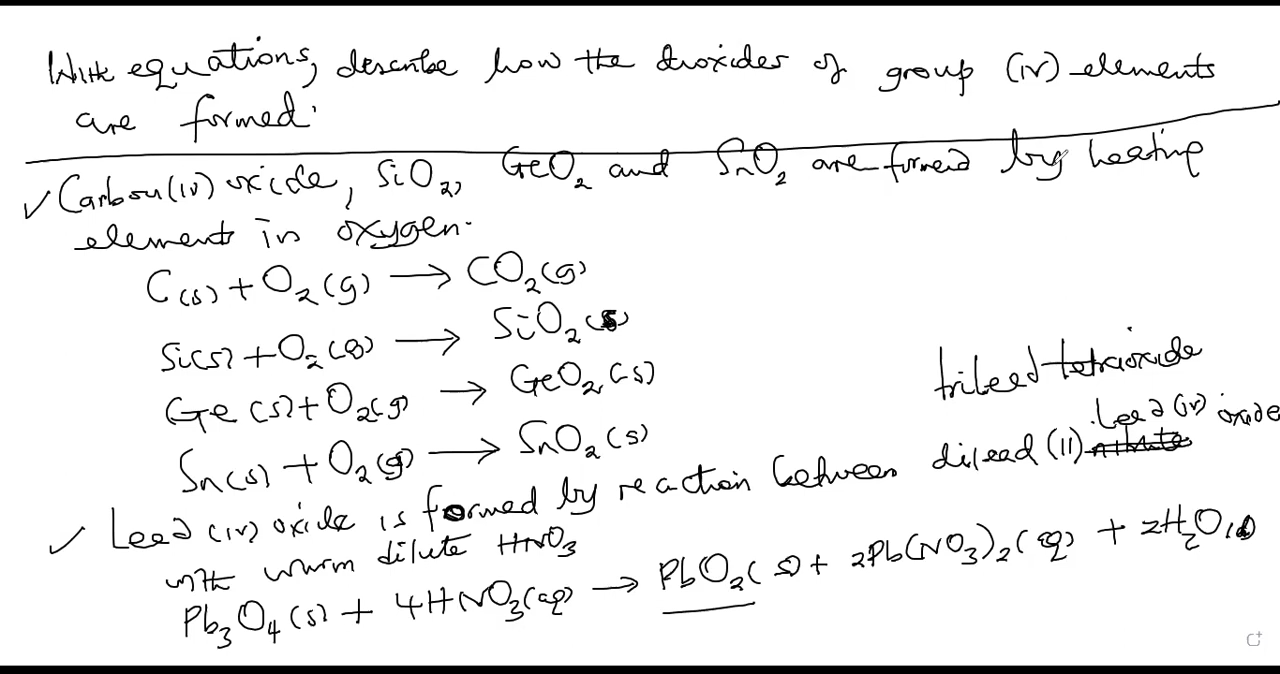 With equations, describe how the dioxides of group (iv) elements
are formed.
✓ Carbon(iv) oxide, SiO₂, GeO₂ and SnO₂ are formed by heating
elements in oxygen.
C(s) + O₂(g) → CO₂(g)
Si(s) + O₂(g) → SiO₂(s)
Ge(s) + O₂(g) → GeO₂(s)
Sn(s) + O₂(g) → SnO₂(s)
trilead tetraoxide
Lead (iv) oxide
✓ Lead (iv) oxide is formed by reaction between dilead (II)
with warm dilute HNO₃
Pb₃O₄(s) + 4HNO₃(aq) → PbO₂(s) + 2Pb(NO₃)₂(aq) + 2H₂O(l)